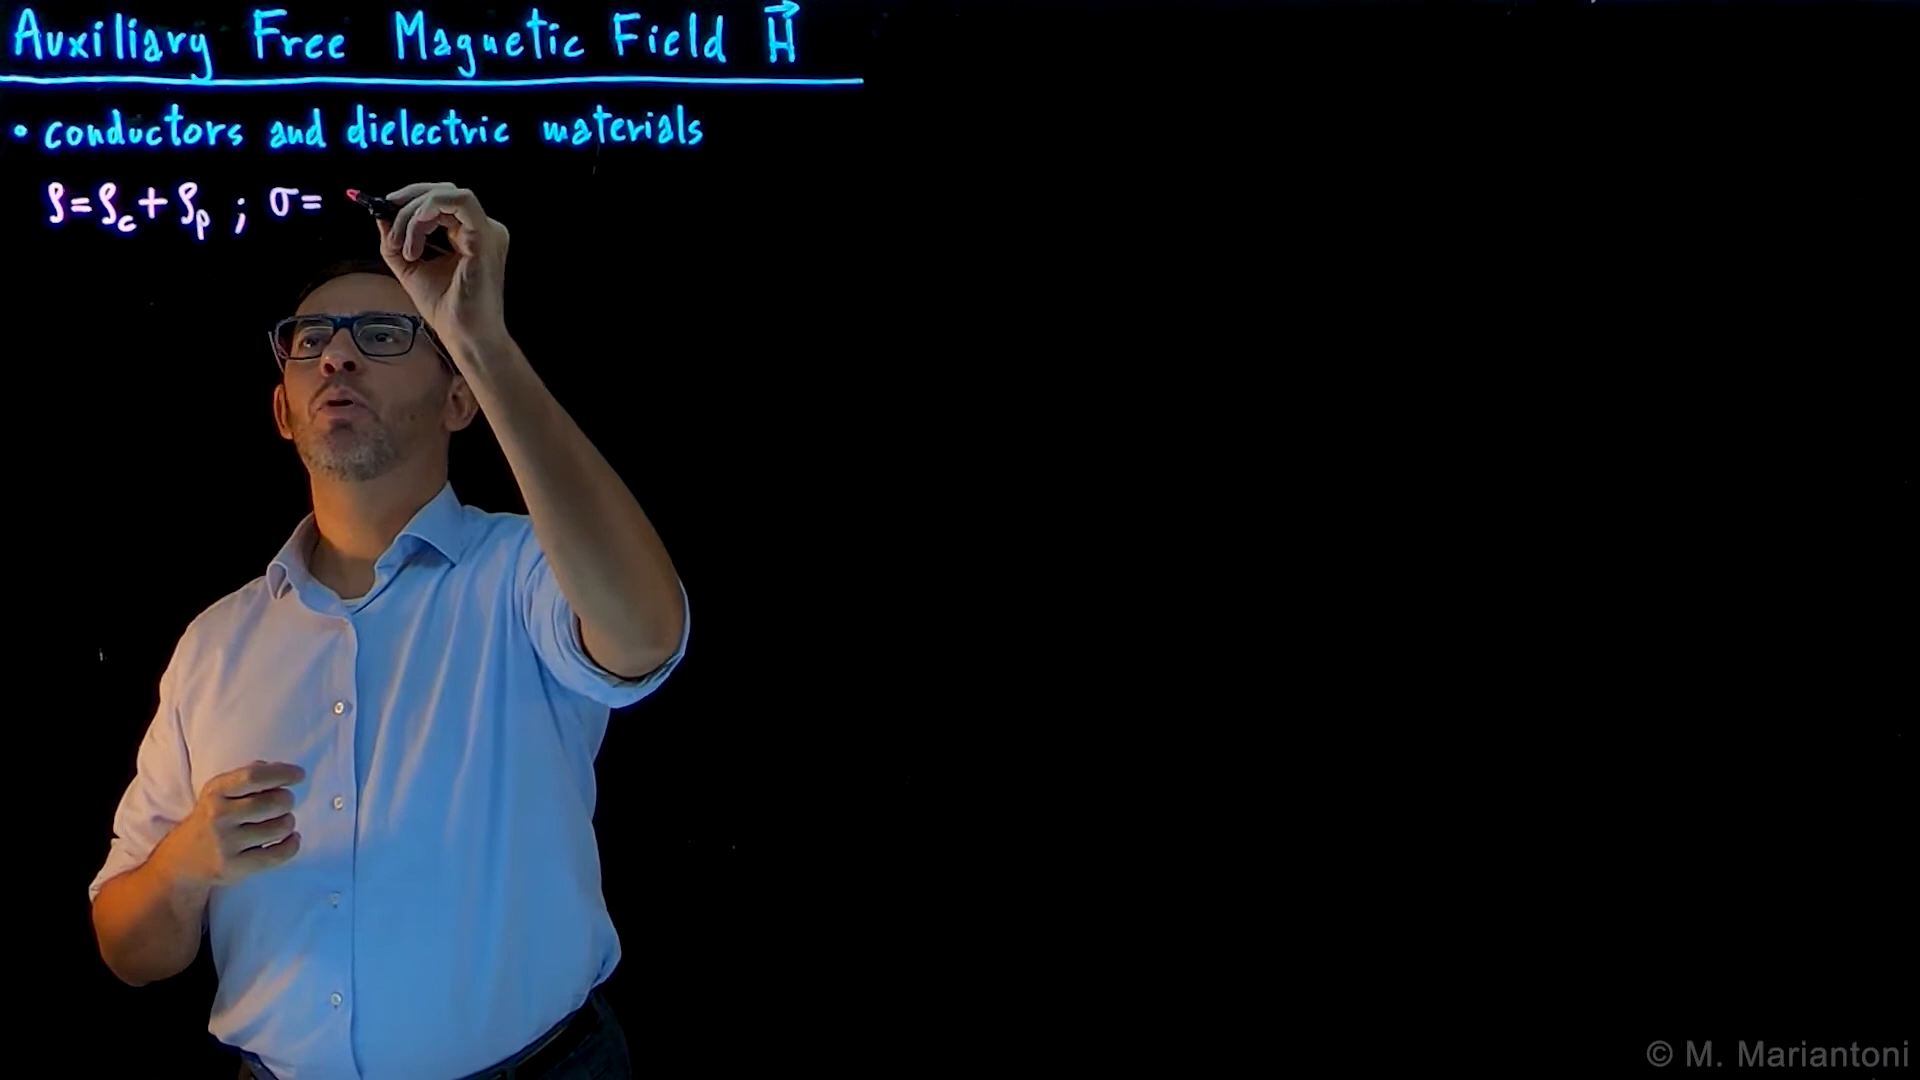 Auxiliary Free Magnetic Field H⃗
• conductors and dielectric materials
ρ=ρc+ρp ; σ=
© M. Mariantoni